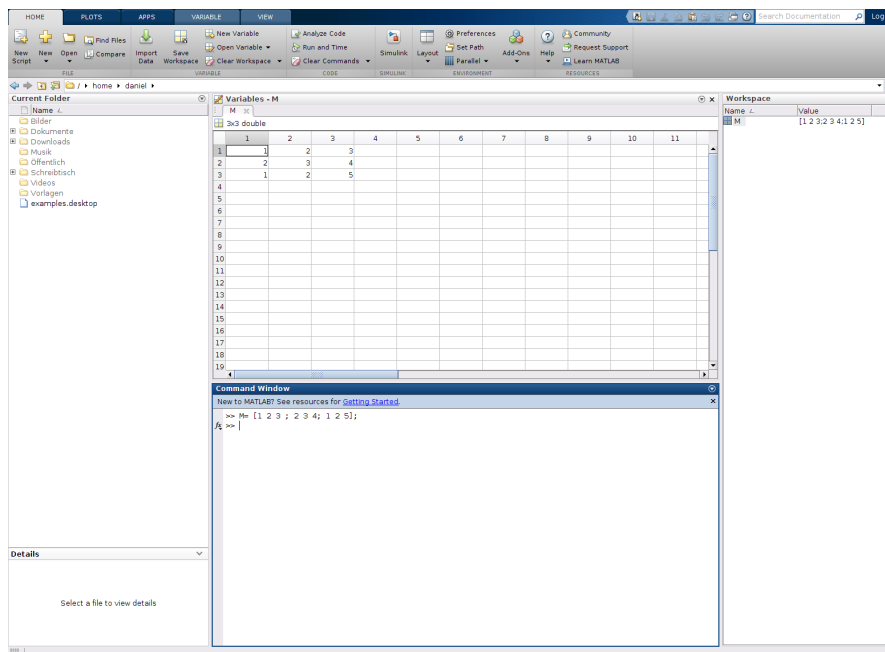 HOME PLOTS APPS VARIABLE VIEW Search Documentation Log
New Script New Open Find Files Compare Import Data Save Workspace New Variable Open Variable Clear Workspace Analyze Code Run and Time Clear Commands Simulink Layout Preferences Set Path Parallel Add-Ons Help Community Request Support Learn MATLAB
FILE VARIABLE CODE SIMULINK ENVIRONMENT RESOURCES
/ home daniel
Current Folder
Name
Bilder
Dokumente
Downloads
Musik
Öffentlich
Schreibtisch
Videos
Vorlagen
examples.desktop
Details
Select a file to view details
Variables - M
M
3x3 double
1 2 3 4 5 6 7 8 9 10 11
1 1 2 3
2 2 3 4
3 1 2 5
4
5
6
7
8
9
10
11
12
13
14
15
16
17
18
19
Command Window
New to MATLAB? See resources for Getting Started.
>> M= [1 2 3 ; 2 3 4; 1 2 5];
fx >>
Workspace
Name Value
M [1 2 3;2 3 4;1 2 5]